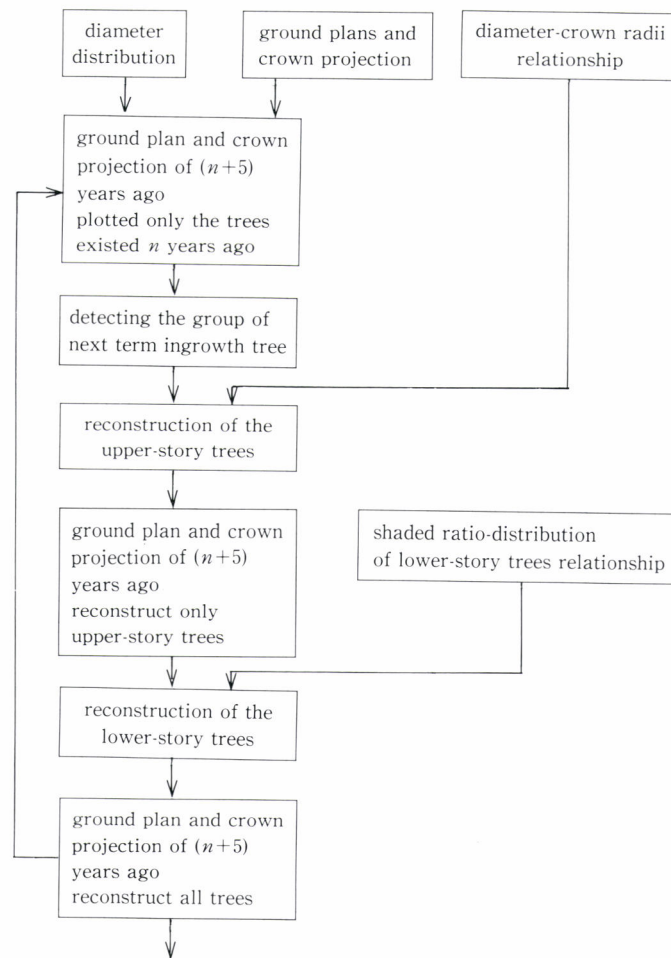 diameter
distribution
ground plans and
crown projection
diameter-crown radii
relationship
ground plan and crown
projection of (n+5)
years ago
plotted only the trees
existed n years ago
detecting the group of
next term ingrowth tree
reconstruction of the
upper-story trees
ground plan and crown
projection of (n+5)
years ago
reconstruct only
upper-story trees
shaded ratio-distribution
of lower-story trees relationship
reconstruction of the
lower-story trees
ground plan and crown
projection of (n+5)
years ago
reconstruct all trees